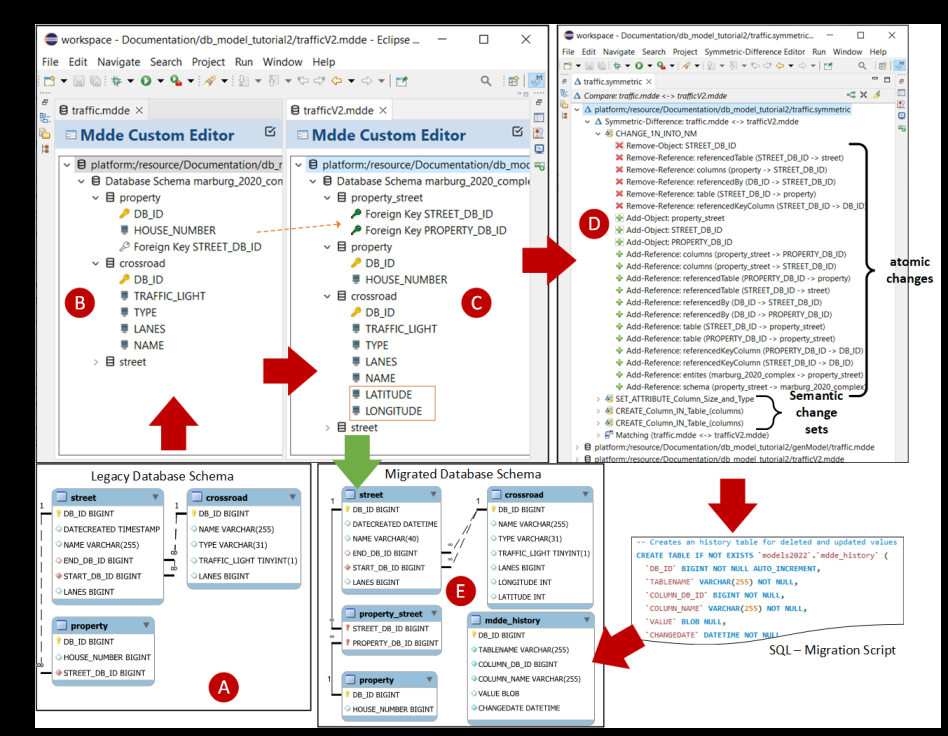 workspace - Documentation/db_model_tutorial2/trafficV2.mdde - Eclipse ...
File Edit Navigate Search Project Run Window Help
traffic.mdde
Mdde Custom Editor
platform:/resource/Documentation/db_r
Database Schema marburg_2020_con
property
DB_ID
HOUSE_NUMBER
Foreign Key STREET_DB_ID
crossroad
DB_ID
TRAFFIC_LIGHT
TYPE
LANES
NAME
street
B
trafficV2.mdde
Mdde Custom Editor
platform:/resource/Documentation/db_moc
Database Schema marburg_2020_comple
property_street
Foreign Key STREET_DB_ID
Foreign Key PROPERTY_DB_ID
property
DB_ID
HOUSE_NUMBER
crossroad
DB_ID
TRAFFIC_LIGHT
TYPE
LANES
NAME
LATITUDE
LONGITUDE
street
C
workspace - Documentation/db_model_tutorial2/traffic.symmetric...
File Edit Navigate Search Project Symmetric-Difference Editor Run Window Help
traffic.symmetric
Compare: traffic.mdde <-> trafficV2.mdde
platform:/resource/Documentation/db_model_tutorial2/traffic.symmetric
Symmetric-Difference: traffic.mdde <-> trafficV2.mdde
CHANGE_1N_INTO_NM
Remove-Object: STREET_DB_ID
Remove-Reference: referencedTable (STREET_DB_ID -> street)
Remove-Reference: columns (property -> STREET_DB_ID)
Remove-Reference: referencedBy (DB_ID -> STREET_DB_ID)
Remove-Reference: table (STREET_DB_ID -> property)
Remove-Reference: referencedKeyColumn (STREET_DB_ID -> DB_ID)
Add-Object: property_street
Add-Object: STREET_DB_ID
Add-Object: PROPERTY_DB_ID
Add-Reference: columns (property_street -> PROPERTY_DB_ID)
Add-Reference: columns (property_street -> STREET_DB_ID)
Add-Reference: referencedTable (PROPERTY_DB_ID -> property)
Add-Reference: referencedTable (STREET_DB_ID -> street)
Add-Reference: referencedBy (DB_ID -> STREET_DB_ID)
Add-Reference: referencedBy (DB_ID -> PROPERTY_DB_ID)
Add-Reference: table (STREET_DB_ID -> property_street)
Add-Reference: table (PROPERTY_DB_ID -> property_street)
Add-Reference: referencedKeyColumn (PROPERTY_DB_ID -> DB_ID)
Add-Reference: referencedKeyColumn (STREET_DB_ID -> DB_ID)
Add-Reference: entites (marburg_2020_complex -> property_street)
Add-Reference: schema (property_street -> marburg_2020_complex)
SET_ATTRIBUTE_Column_Size_and_Type
CREATE_Column_IN_Table_(columns)
CREATE_Column_IN_Table_(columns)
Matching (traffic.mdde <-> trafficV2.mdde)
platform:/resource/Documentation/db_model_tutorial2/genModel/traffic.mdde
platform:/resource/Documentation/db_model_tutorial2/trafficV2.mdde
D
atomic
changes
Semantic
change
sets
Legacy Database Schema
street
DB_ID BIGINT
DATECREATED TIMESTAMP
NAME VARCHAR(255)
END_DB_ID BIGINT
START_DB_ID BIGINT
LANES BIGINT
crossroad
DB_ID BIGINT
NAME VARCHAR(255)
TYPE VARCHAR(31)
TRAFFIC_LIGHT TINYINT(1)
LANES BIGINT
property
DB_ID BIGINT
HOUSE_NUMBER BIGINT
STREET_DB_ID BIGINT
1
1
∞
∞
∞
A
Migrated Database Schema
street
DB_ID BIGINT
DATECREATED DATETIME
NAME VARCHAR(40)
END_DB_ID BIGINT
START_DB_ID BIGINT
LANES BIGINT
crossroad
DB_ID BIGINT
NAME VARCHAR(255)
TYPE VARCHAR(31)
TRAFFIC_LIGHT TINYINT(1)
LANES BIGINT
LONGITUDE INT
LATITUDE INT
property_street
STREET_DB_ID BIGINT
PROPERTY_DB_ID BIGINT
property
DB_ID BIGINT
HOUSE_NUMBER BIGINT
mdde_history
DB_ID BIGINT
TABLENAME VARCHAR(255)
COLUMN_DB_ID BIGINT
COLUMN_NAME VARCHAR(255)
VALUE BLOB
CHANGEDATE DATETIME
1
1
∞
∞
∞
∞
1
E
-- Creates an history table for deleted and updated values
CREATE TABLE IF NOT EXISTS `models2022`.`mdde_history` (
`DB_ID` BIGINT NOT NULL AUTO_INCREMENT,
`TABLENAME` VARCHAR(255) NOT NULL,
`COLUMN_DB_ID` BIGINT NOT NULL,
`COLUMN_NAME` VARCHAR(255) NOT NULL,
`VALUE` BLOB NULL,
`CHANGEDATE` DATETIME NOT NULL
SQL – Migration Script